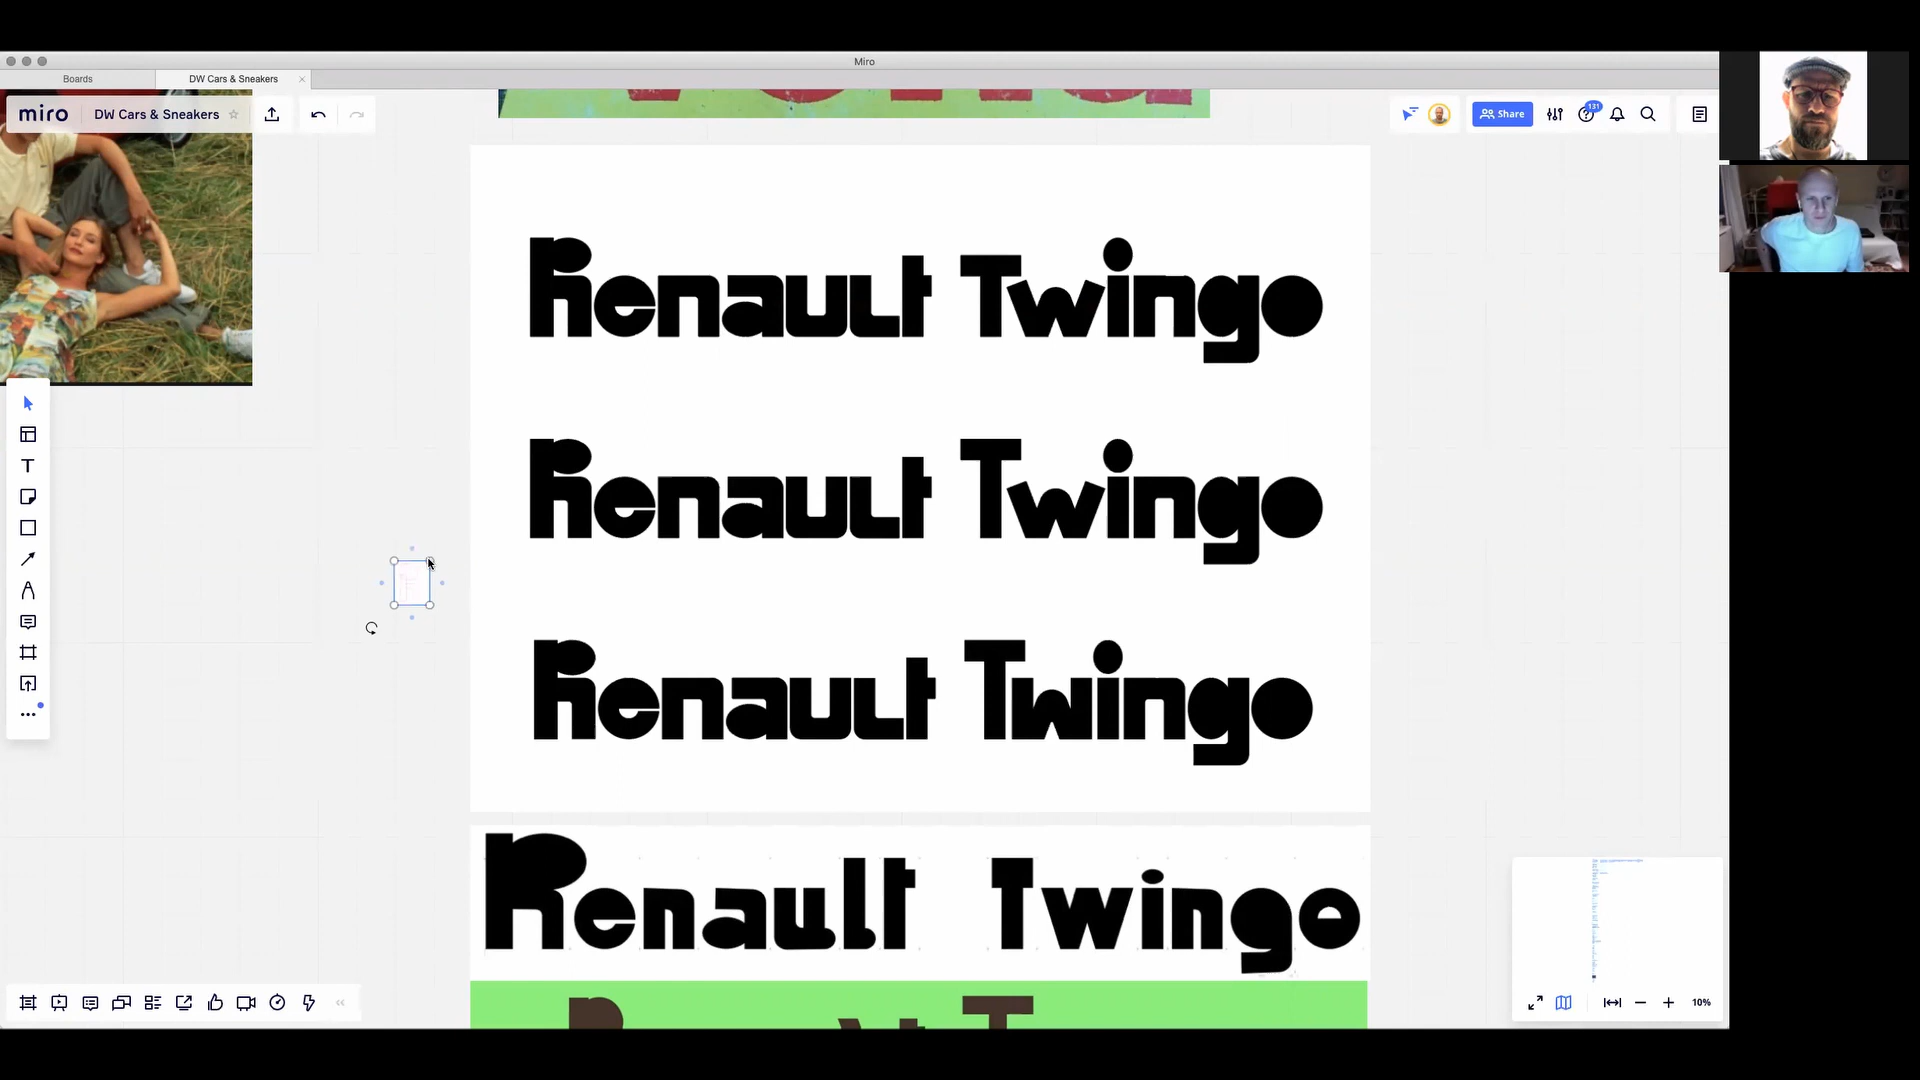 Miro
Boards
DW Cars & Sneakers
miro
DW Cars & Sneakers
Share
131
Renault Twingo
Renault Twingo
Renault Twingo
Renault Twingo
10%